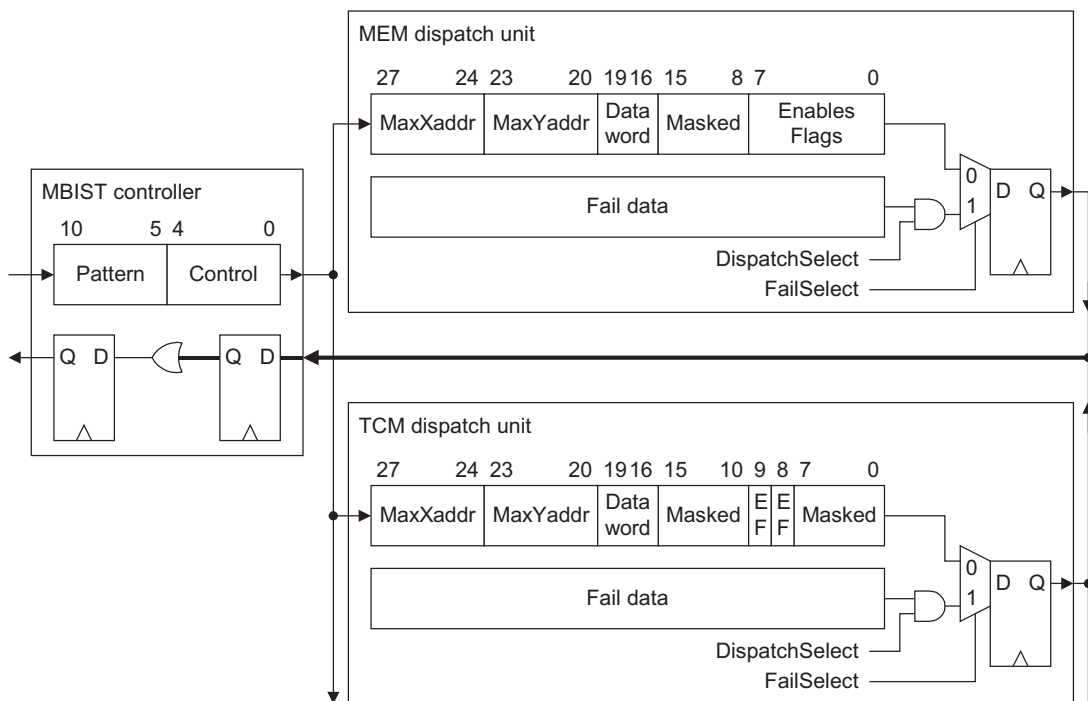 MEM dispatch unit
27 24 23 20 19 16 15 8 7 0
MaxXaddr MaxYaddr Data word Masked Enables Flags
Fail data
0
1
D Q
DispatchSelect
FailSelect
MBIST controller
10 5 4 0
Pattern Control
Q D Q D
TCM dispatch unit
27 24 23 20 19 16 15 10 9 8 7 0
MaxXaddr MaxYaddr Data word Masked E F E F Masked
Fail data
0
1
D Q
DispatchSelect
FailSelect